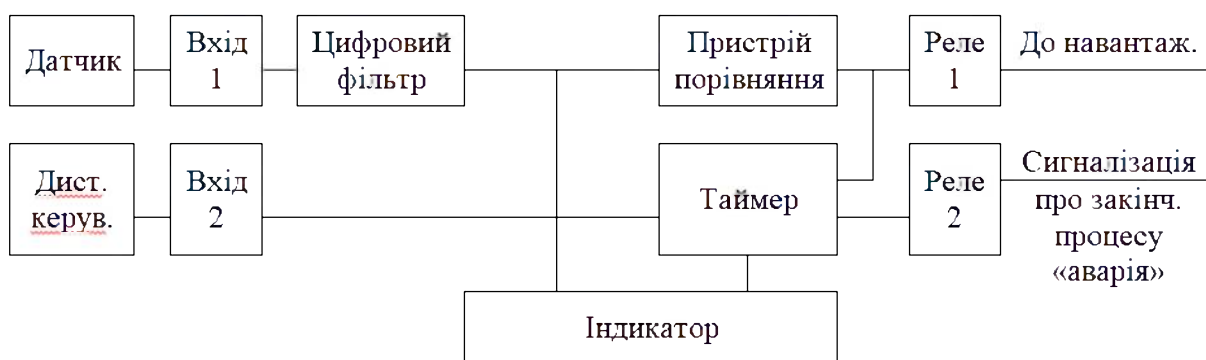 Датчик
Вхід
1
Цифровий
фільтр
Пристрій
порівняння
Реле
1
До навантаж.
Дист.
керув.
Вхід
2
Таймер
Реле
2
Сигналізація
про закінч.
процесу
«аварія»
Індикатор